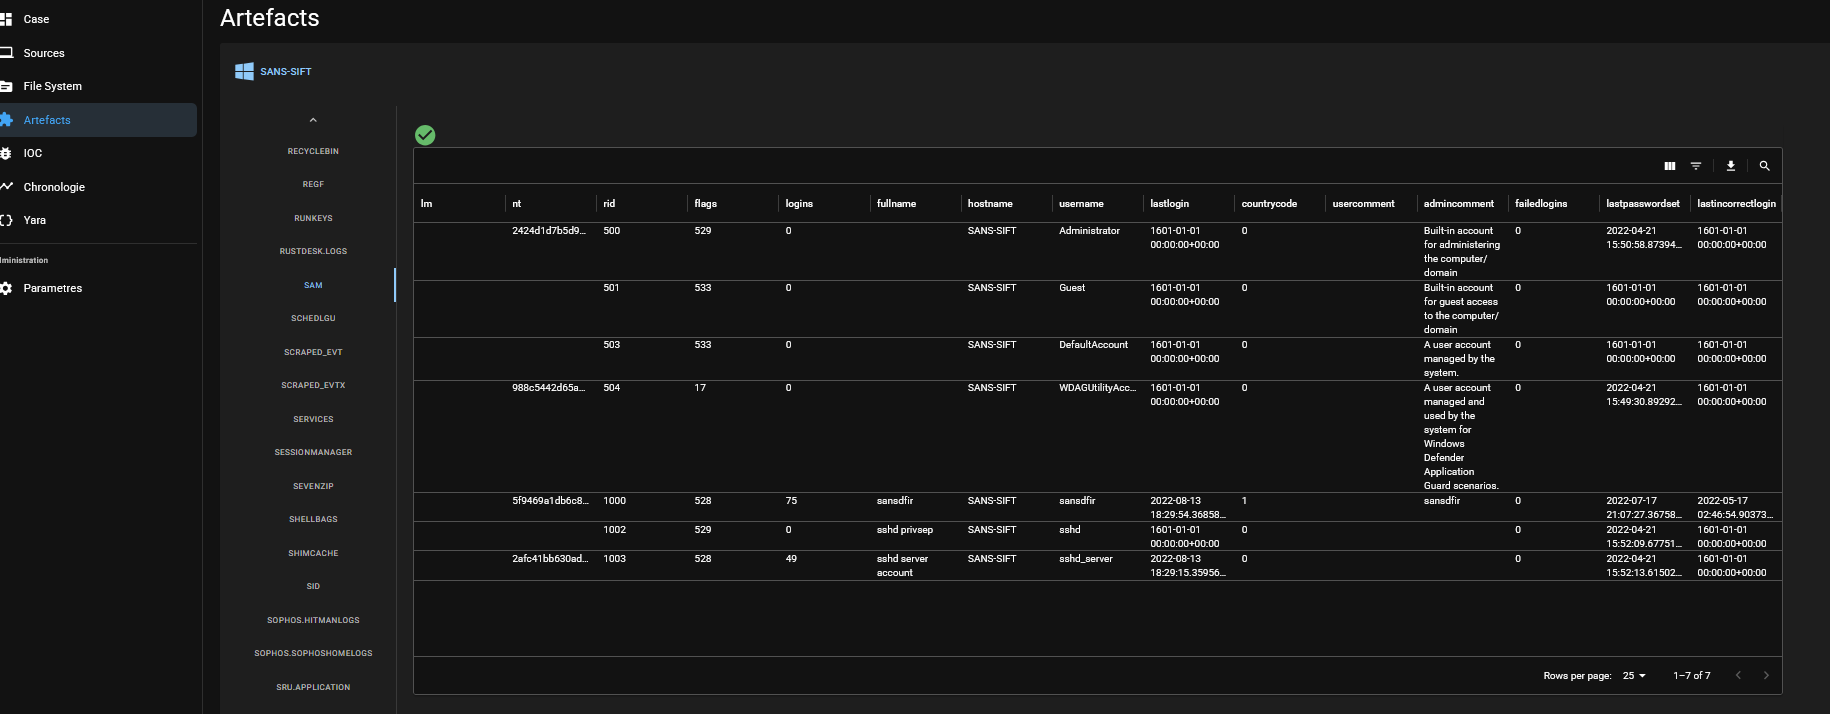 Artefacts
Case
Sources
File System
Artefacts
IOC
Chronologie
Yara
ministration
Parametres
SANS-SIFT
RECYCLEBIN
REGF
RUNKEYS
RUSTDESK.LOGS
SAM
SCHEDLGU
SCRAPED_EVT
SCRAPED_EVTX
SERVICES
SESSIONMANAGER
SEVENZIP
SHELLBAGS
SHIMCACHE
SID
SOPHOS.HITMANLOGS
SOPHOS.SOPHOSHOMELOGS
SRU.APPLICATION
lm nt rid flags logins fullname hostname username lastlogin countrycode usercomment admincomment failedlogins lastpasswordset lastincorrectlogin
2424d1d7b5d9... 500 529 0 SANS-SIFT Administrator 1601-01-01 0 Built-in account 0 2022-04-21 1601-01-01
00:00:00+00:00 for administering 15:50:58.87394... 00:00:00+00:00
the computer/
domain
501 533 0 SANS-SIFT Guest 1601-01-01 0 Built-in account 0 1601-01-01 1601-01-01
00:00:00+00:00 for guest access 00:00:00+00:00 00:00:00+00:00
to the computer/
domain
503 533 0 SANS-SIFT DefaultAccount 1601-01-01 0 A user account 0 1601-01-01 1601-01-01
00:00:00+00:00 managed by the 00:00:00+00:00 00:00:00+00:00
system.
988c5442d65a... 504 17 0 SANS-SIFT WDAGUtilityAcc... 1601-01-01 0 A user account 0 2022-04-21 1601-01-01
00:00:00+00:00 managed and 15:49:30.89292... 00:00:00+00:00
used by the
system for
Windows
Defender
Application
Guard scenarios.
5f9469a1db6c8... 1000 528 75 sansdfir SANS-SIFT sansdfir 2022-08-13 1 sansdfir 0 2022-07-17 2022-05-17
18:29:54.36858... 21:07:27.36758... 02:46:54.90373...
1002 529 0 sshd privsep SANS-SIFT sshd 1601-01-01 0 0 2022-04-21 1601-01-01
00:00:00+00:00 15:52:09.67751... 00:00:00+00:00
2afc41bb630ad... 1003 528 49 sshd server SANS-SIFT sshd_server 2022-08-13 0 0 2022-04-21 1601-01-01
account 18:29:15.35956... 15:52:13.61502... 00:00:00+00:00
Rows per page: 25 1–7 of 7